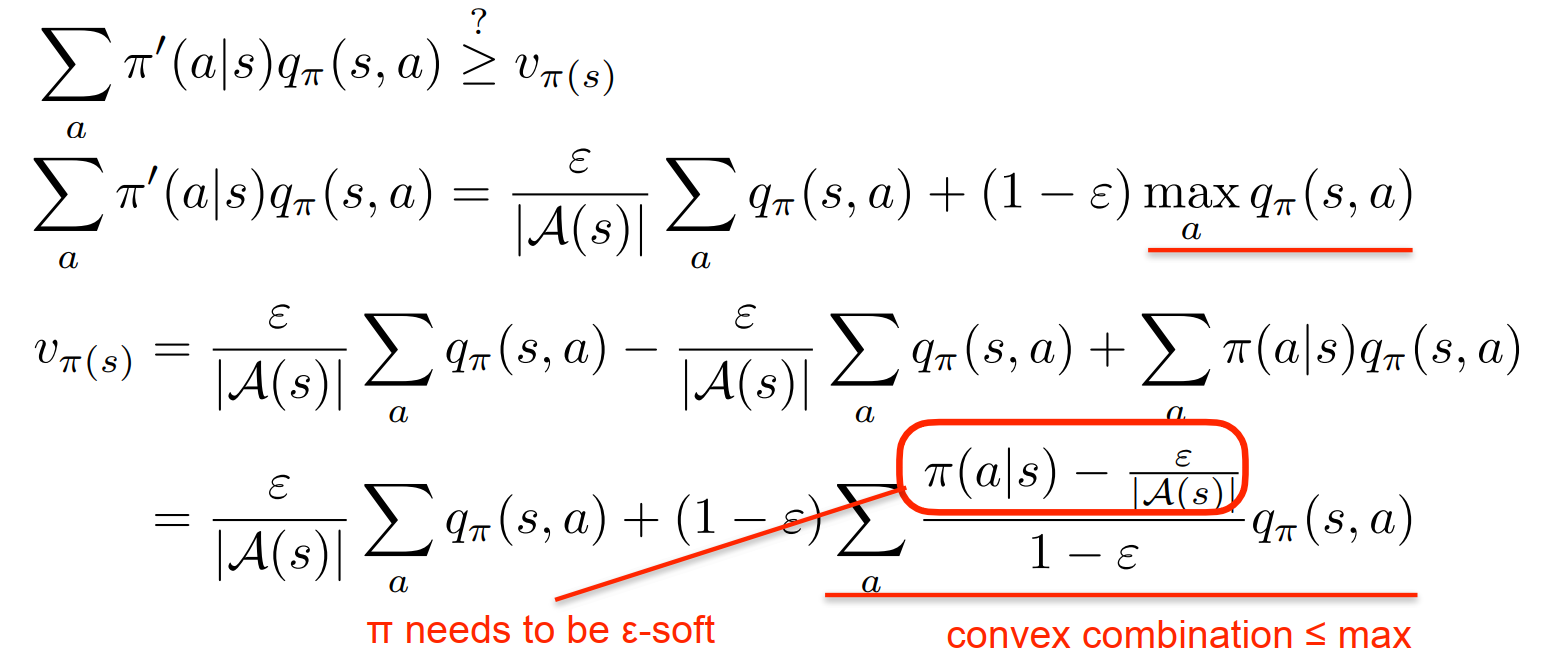 $\sum_a \pi'(a|s) q_\pi(s,a) \overset{?}{\geq} v_{\pi(s)}$
$\sum_a \pi'(a|s) q_\pi(s,a) = \frac{\varepsilon}{|\mathcal{A}(s)|} \sum_a q_\pi(s,a) + (1-\varepsilon) \max_a q_\pi(s,a)$
$v_{\pi(s)} = \frac{\varepsilon}{|\mathcal{A}(s)|} \sum_a q_\pi(s,a) - \frac{\varepsilon}{|\mathcal{A}(s)|} \sum_a q_\pi(s,a) + \sum_a \pi(a|s) q_\pi(s,a)$
$= \frac{\varepsilon}{|\mathcal{A}(s)|} \sum_a q_\pi(s,a) + (1-\varepsilon) \sum_a \frac{\pi(a|s) - \frac{\varepsilon}{|\mathcal{A}(s)|}}{1-\varepsilon} q_\pi(s,a)$
π needs to be ε-soft
convex combination ≤ max